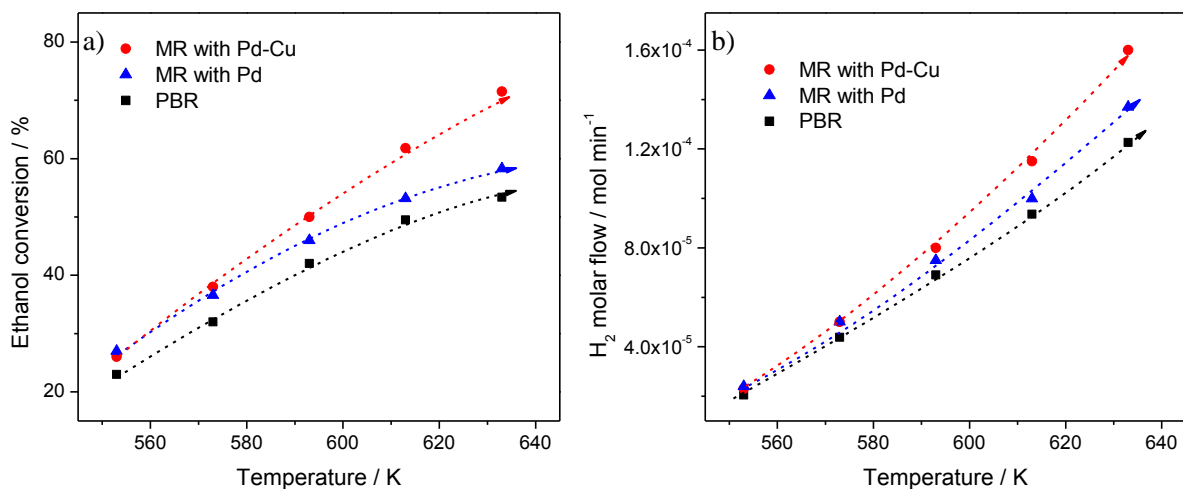 a)
MR with Pd-Cu
MR with Pd
PBR
80
60
40
20
Ethanol conversion / %
560 580 600 620 640
Temperature / K
b)
MR with Pd-Cu
MR with Pd
PBR
1.6x10⁻⁴
1.2x10⁻⁴
8.0x10⁻⁵
4.0x10⁻⁵
H₂ molar flow / mol min⁻¹
560 580 600 620 640
Temperature / K